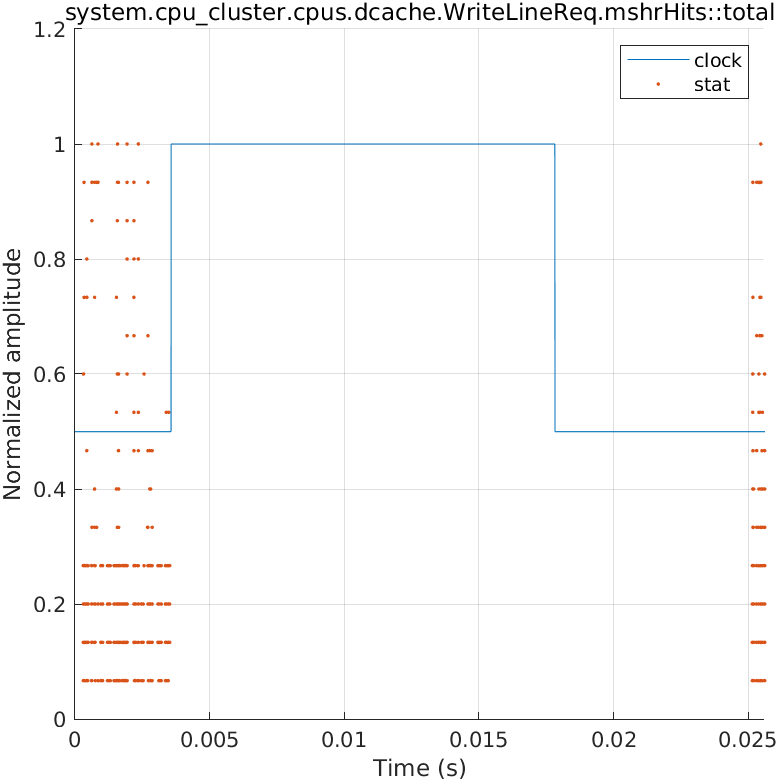 system.cpu_cluster.cpus.dcache.WriteLineReq.mshrHits::total
1.2
clock
stat
1
0.8
0.6
0.4
0.2
0
Normalized amplitude
0 0.005 0.01 0.015 0.02 0.025
Time (s)